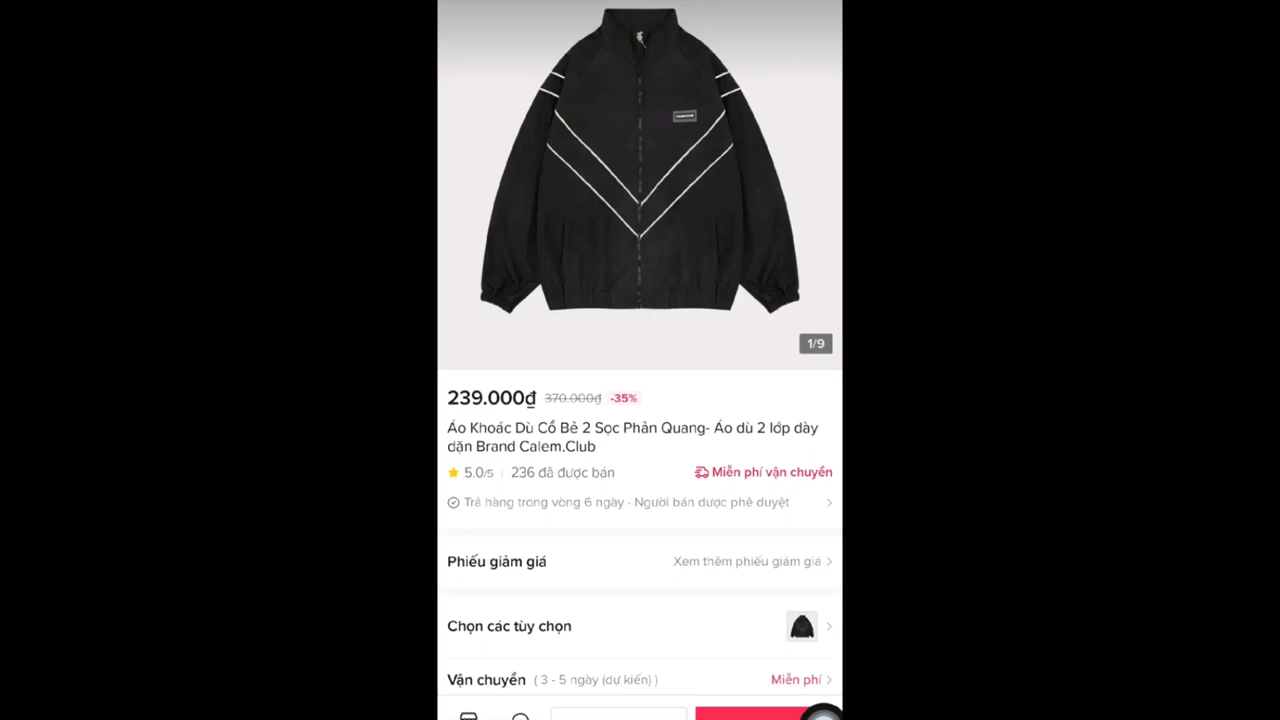 1/9
239.000₫ 370.000₫ -35%
Áo Khoác Dù Cổ Bẻ 2 Sọc Phản Quang- Áo dù 2 lớp dày
dặn Brand Calem.Club
5.0/5 | 236 đã được bán Miễn phí vận chuyển
Trả hàng trong vòng 6 ngày · Người bán được phê duyệt
Phiếu giảm giá Xem thêm phiếu giảm giá
Chọn các tùy chọn
Vận chuyển ( 3 - 5 ngày (dự kiến) ) Miễn phí